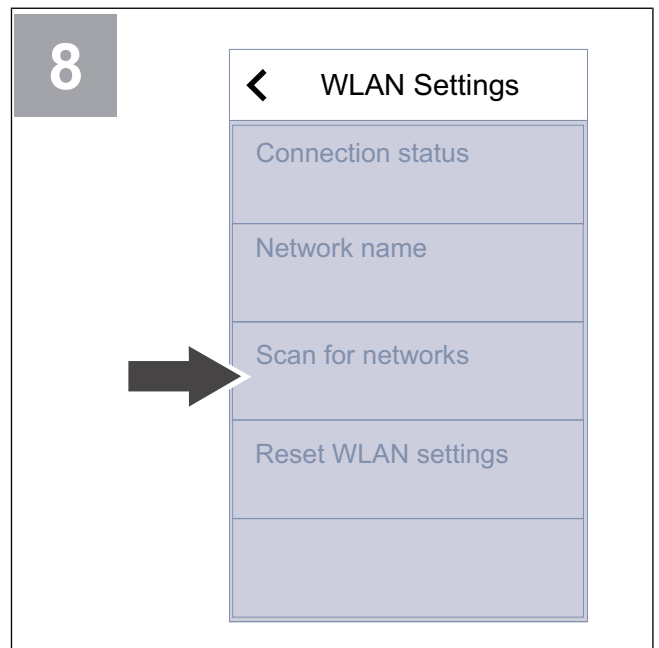 8
WLAN Settings
Connection status
Network name
Scan for networks
Reset WLAN settings